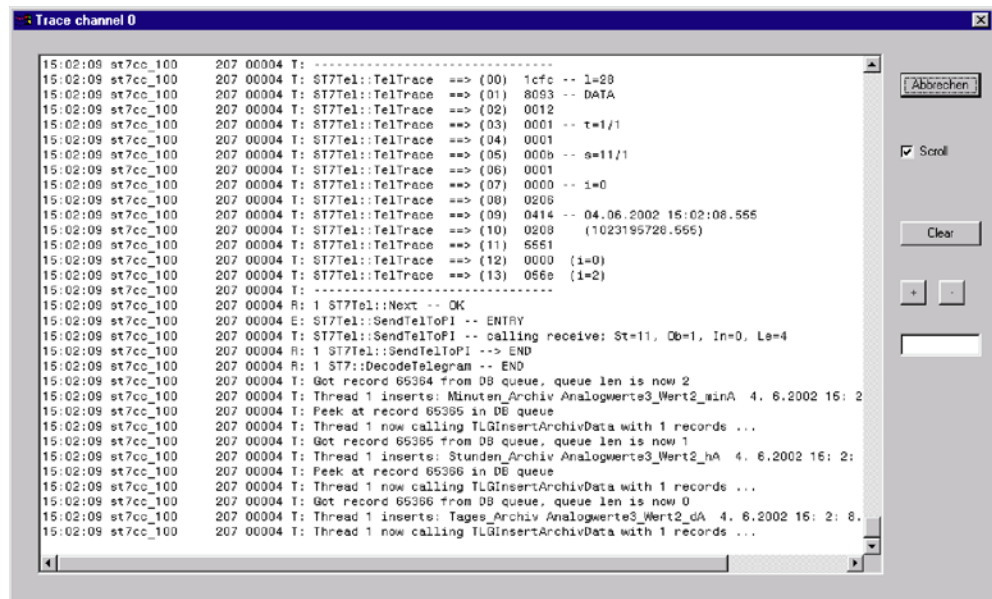 Trace channel 0
15:02:09 st7cc_100 207 00004 T: ----------------------------------
15:02:09 st7cc_100 207 00004 T: ST7Tel::TelTrace ==> (00) 1cfc -- l=28
15:02:09 st7cc_100 207 00004 T: ST7Tel::TelTrace ==> (01) 8093 -- DATA
15:02:09 st7cc_100 207 00004 T: ST7Tel::TelTrace ==> (02) 0012
15:02:09 st7cc_100 207 00004 T: ST7Tel::TelTrace ==> (03) 0001 -- t=1/1
15:02:09 st7cc_100 207 00004 T: ST7Tel::TelTrace ==> (04) 0001
15:02:09 st7cc_100 207 00004 T: ST7Tel::TelTrace ==> (05) 000b -- s=11/1
15:02:09 st7cc_100 207 00004 T: ST7Tel::TelTrace ==> (06) 0001
15:02:09 st7cc_100 207 00004 T: ST7Tel::TelTrace ==> (07) 0000 -- i=0
15:02:09 st7cc_100 207 00004 T: ST7Tel::TelTrace ==> (08) 0206
15:02:09 st7cc_100 207 00004 T: ST7Tel::TelTrace ==> (09) 0414 -- 04.06.2002 15:02:08.555
15:02:09 st7cc_100 207 00004 T: ST7Tel::TelTrace ==> (10) 0208 (1023195728.555)
15:02:09 st7cc_100 207 00004 T: ST7Tel::TelTrace ==> (11) 5551
15:02:09 st7cc_100 207 00004 T: ST7Tel::TelTrace ==> (12) 0000 (i=0)
15:02:09 st7cc_100 207 00004 T: ST7Tel::TelTrace ==> (13) 056e (i=2)
15:02:09 st7cc_100 207 00004 T: ----------------------------------
15:02:09 st7cc_100 207 00004 R: 1 ST7Tel::Next -- OK
15:02:09 st7cc_100 207 00004 E: ST7Tel::SendTelToPI -- ENTRY
15:02:09 st7cc_100 207 00004 T: ST7Tel::SendTelToPI -- calling receive: St=11, Ob=1, In=0, Le=4
15:02:09 st7cc_100 207 00004 R: 1 ST7Tel::SendTelToPI --> END
15:02:09 st7cc_100 207 00004 R: 1 ST7::DecodeTelegram -- END
15:02:09 st7cc_100 207 00004 T: Got record 65364 from DB queue, queue len is now 2
15:02:09 st7cc_100 207 00004 T: Thread 1 inserts: Minuten_Archiv Analogwerte3_Wert2_minA 4. 6.2002 15: 2
15:02:09 st7cc_100 207 00004 T: Peek at record 65365 in DB queue
15:02:09 st7cc_100 207 00004 T: Thread 1 now calling TLGInsertArchivData with 1 records ...
15:02:09 st7cc_100 207 00004 T: Got record 65365 from DB queue, queue len is now 1
15:02:09 st7cc_100 207 00004 T: Thread 1 inserts: Stunden_Archiv Analogwerte3_Wert2_hA 4. 6.2002 15: 2:
15:02:09 st7cc_100 207 00004 T: Peek at record 65366 in DB queue
15:02:09 st7cc_100 207 00004 T: Thread 1 now calling TLGInsertArchivData with 1 records ...
15:02:09 st7cc_100 207 00004 T: Got record 65366 from DB queue, queue len is now 0
15:02:09 st7cc_100 207 00004 T: Thread 1 inserts: Tages_Archiv Analogwerte3_Wert2_dA 4. 6.2002 15: 2: 8.
15:02:09 st7cc_100 207 00004 T: Thread 1 now calling TLGInsertArchivData with 1 records ...
Abbrechen
Scroll
Clear
+ -